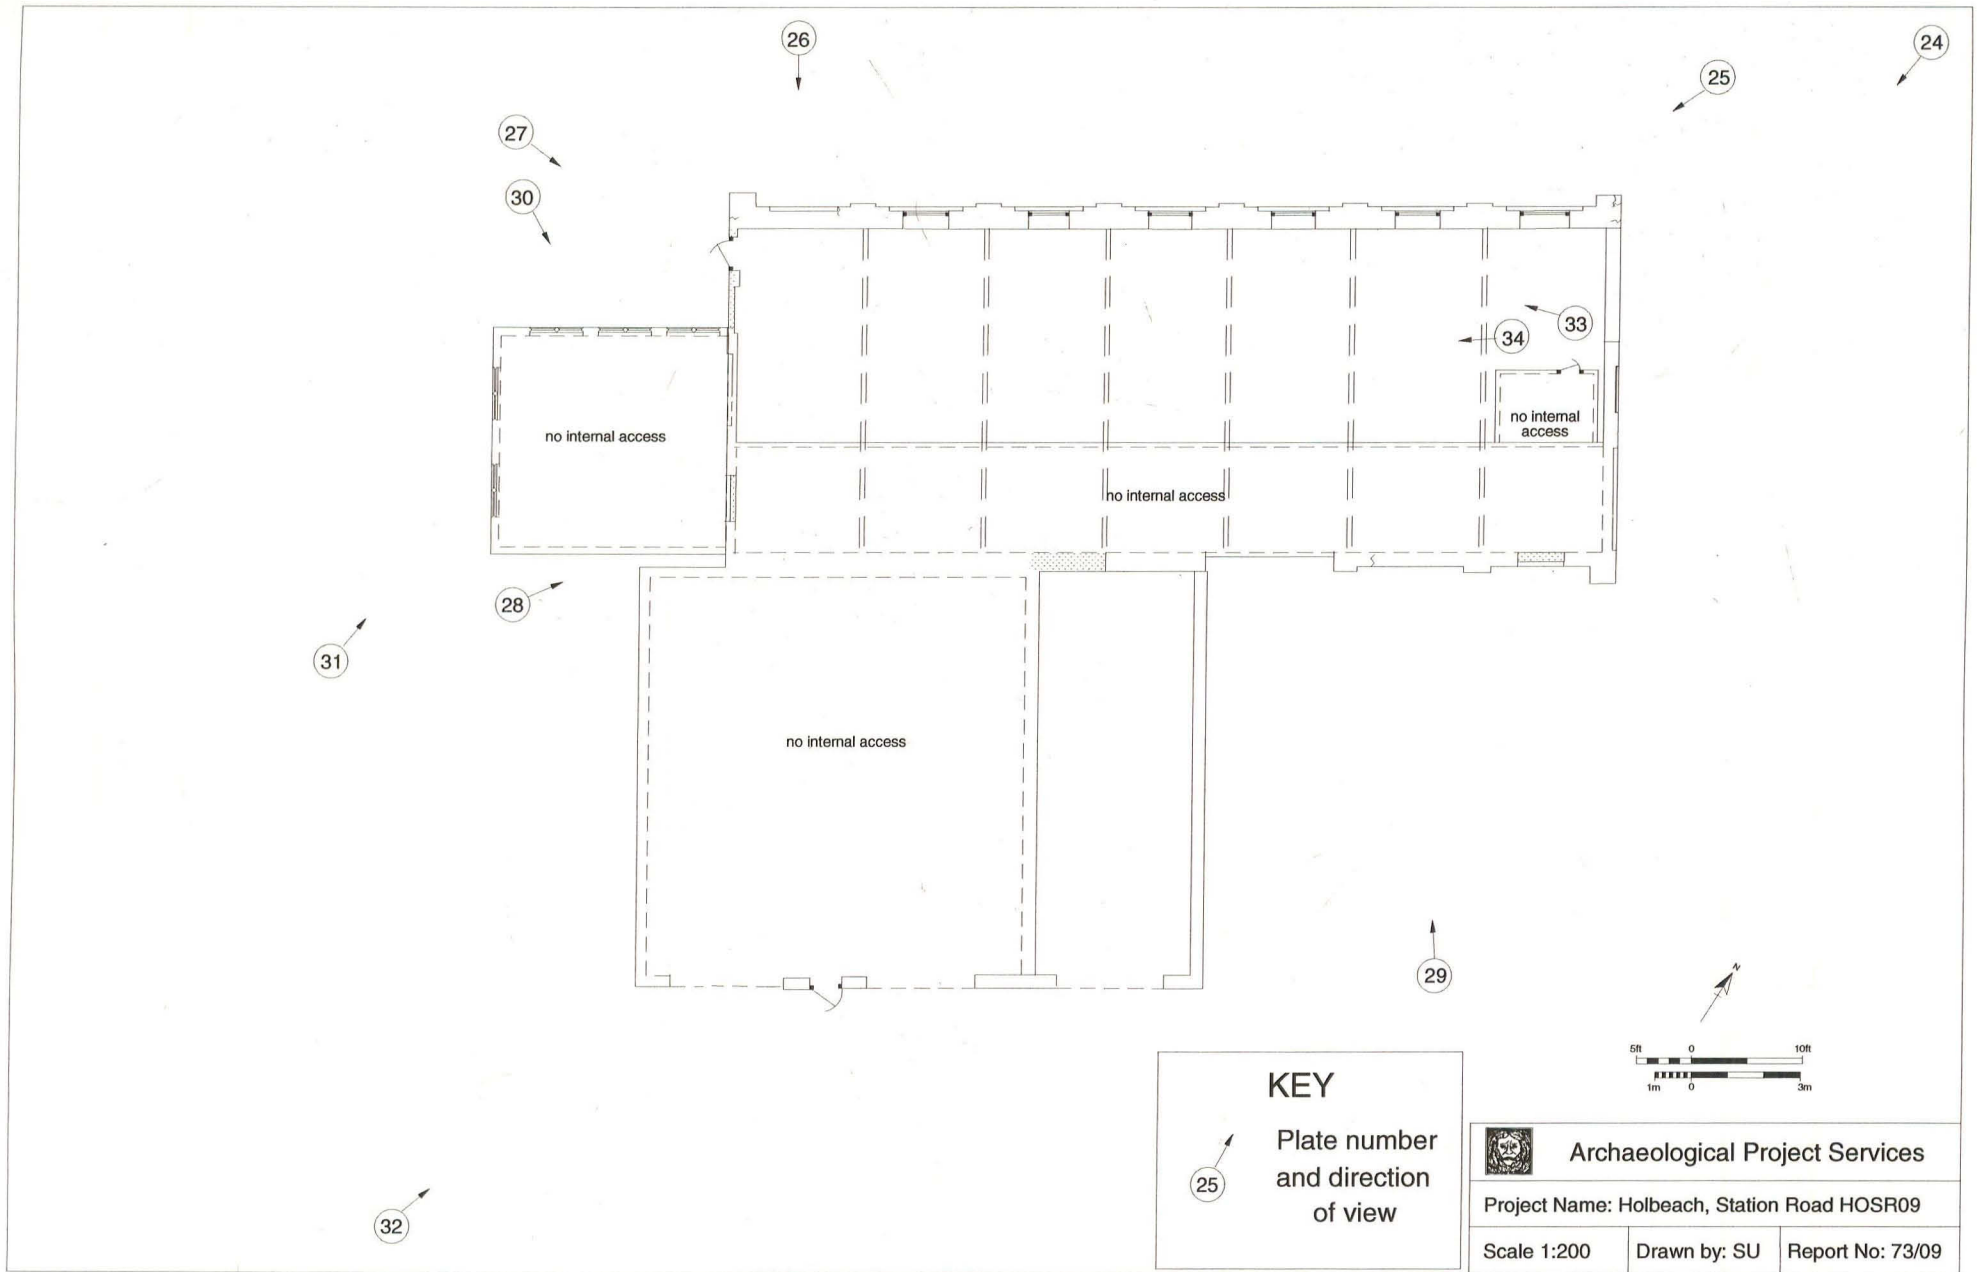 26
24
25
27
30
33
34
no internal access
no internal
access
no internal access
28
31
no internal access
29
N
5ft 0 10ft
1m 0 3m
KEY
Plate number
and direction
of view
25
32
Archaeological Project Services
Project Name: Holbeach, Station Road HOSR09
Scale 1:200
Drawn by: SU
Report No: 73/09